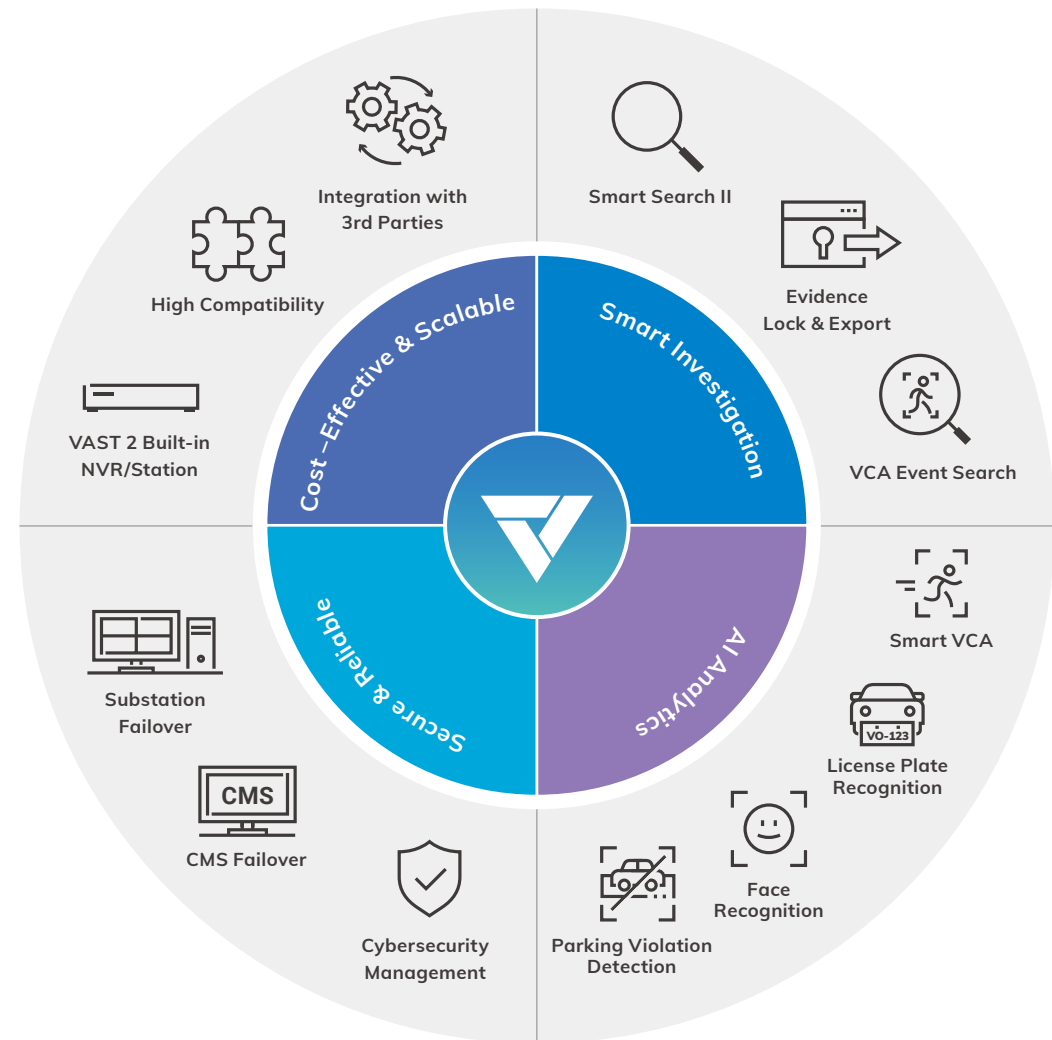 Integration with
3rd Parties
High Compatibility
VAST 2 Built-in
NVR/Station
Cost –Effective & Scalable
Smart Search II
Evidence
Lock & Export
VCA Event Search
Smart Investigation
Substation
Failover
CMS
CMS Failover
Cybersecurity
Management
Secure & Reliable
Smart VCA
VO-123
License Plate
Recognition
Face
Recognition
Parking Violation
Detection
AI Analytics